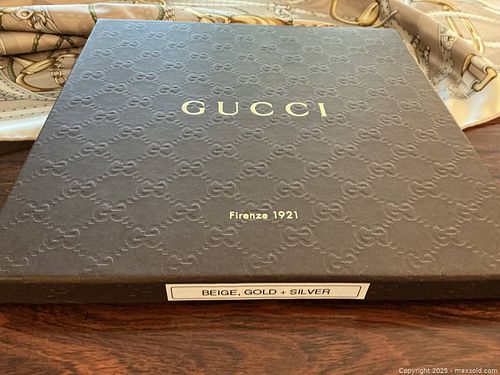 GUCCI
Firenze 1921
BEIGE, GOLD + SILVER
Copyright 2025 - maxsold.com